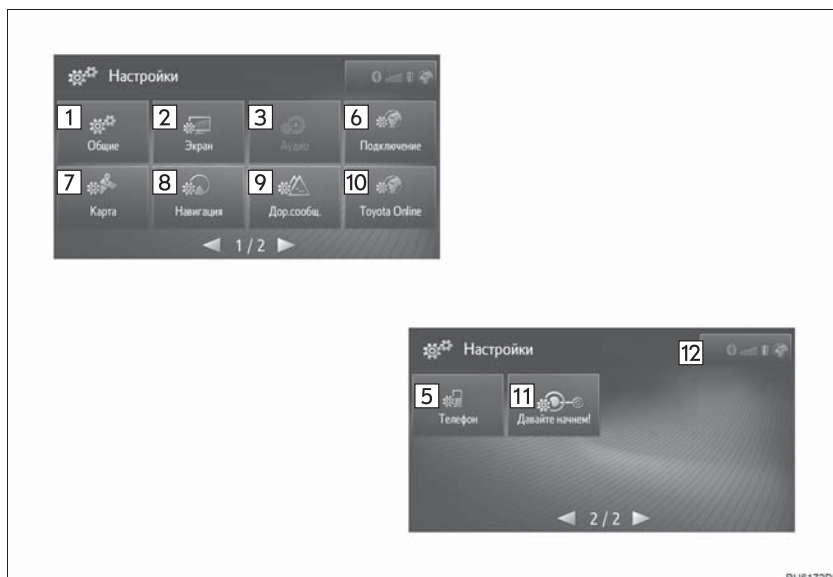 Настройки
1 2 3 6
Общие Экран Аудио Подключение
7 8 9 10
Карта Навигация Дор.сообщ. Toyota Online
1 / 2
Настройки 12
5 11
Телефон Давайте начнем!
2 / 2